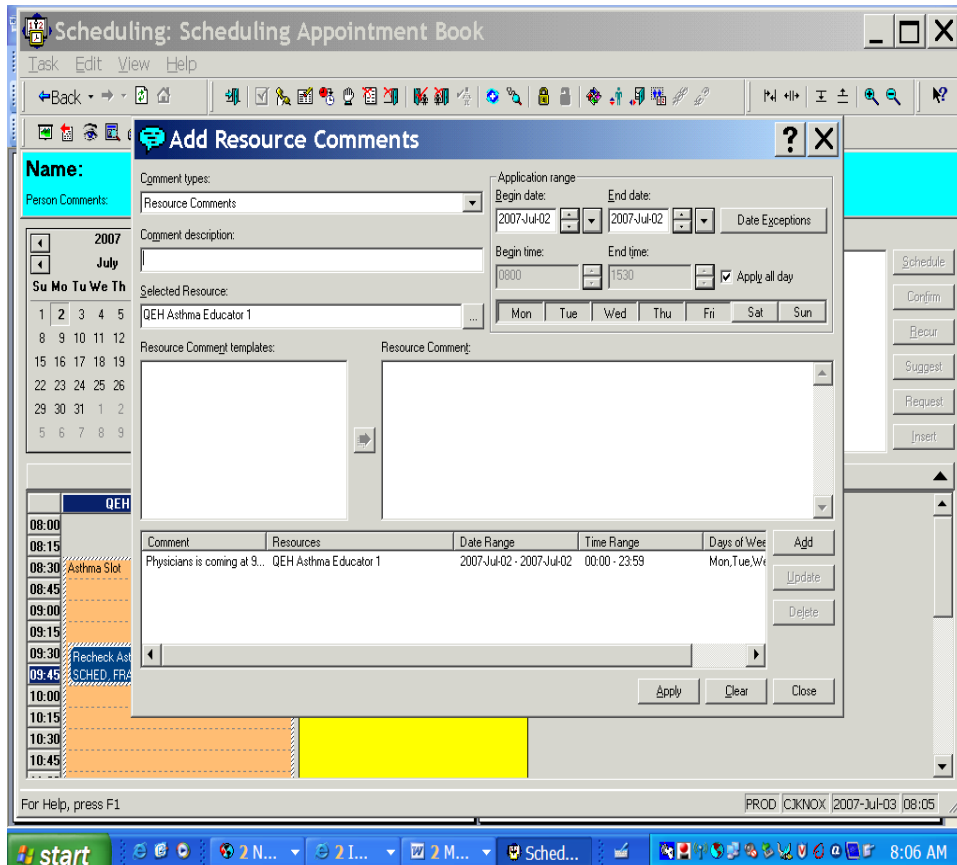 Scheduling: Scheduling Appointment Book
Task Edit View Help
Back
Add Resource Comments
Name:
Person Comments:
Comment types:
Resource Comments
Application range
Begin date: End date:
2007-Jul-02 2007-Jul-02 Date Exceptions
Comment description:
Begin time: End time:
0800 1530 Apply all day
Selected Resource:
QEH Asthma Educator 1 ...
Mon Tue Wed Thu Fri Sat Sun
Resource Comment templates: Resource Comment:
2007
July
Su Mo Tu We Th
1 2 3 4 5
8 9 10 11 12
15 16 17 18 19
22 23 24 25 26
29 30 31 1 2
5 6 7 8 9
Schedule
Confirm
Recur
Suggest
Request
Insert
Comment Resources Date Range Time Range Days of Wee
Physicians is coming at 9... QEH Asthma Educator 1 2007-Jul-02 - 2007-Jul-02 00:00 - 23:59 Mon,Tue,We
Add
Update
Delete
Apply Clear Close
QEH
08:00
08:15
08:30 Asthma Slot
08:45
09:00
09:15
09:30 Recheck Ast
09:45 SCHED, FRA
10:00
10:15
10:30
10:45
For Help, press F1
PROD CJKNOX 2007-Jul-03 08:05
start 2 N... 2 I... 2 M... Sched... 8:06 AM